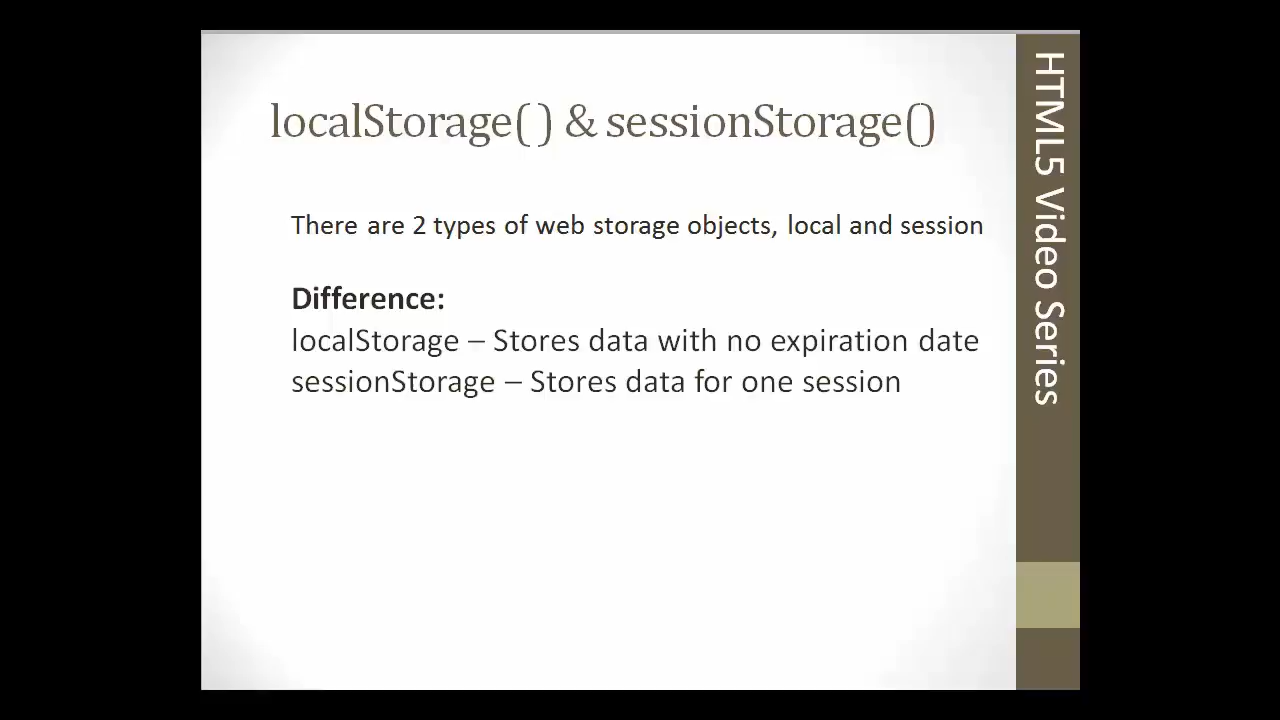 localStorage( ) & sessionStorage()
There are 2 types of web storage objects, local and session
Difference:
localStorage – Stores data with no expiration date
sessionStorage – Stores data for one session
HTML5 Video Series